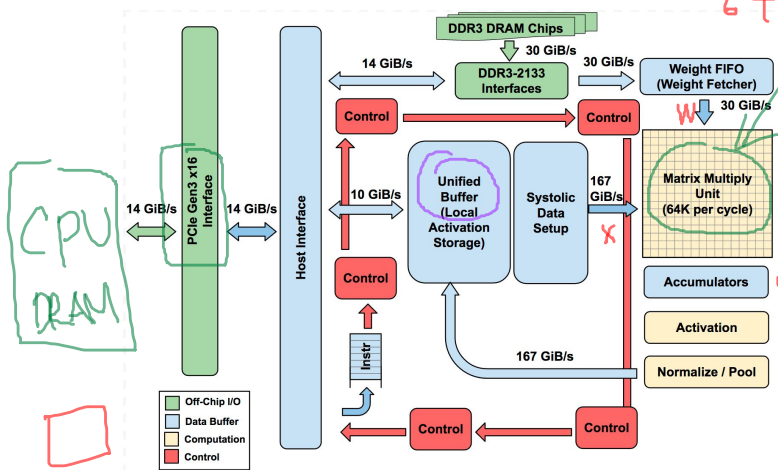 6 T
DDR3 DRAM Chips
14 GiB/s
30 GiB/s
30 GiB/s
DDR3-2133
Interfaces
Weight FIFO
(Weight Fetcher)
Control
Control
W
30 GiB/s
PCIe Gen3 x16
Interface
Host Interface
CPU
DRAM
14 GiB/s
14 GiB/s
10 GiB/s
Unified
Buffer
(Local
Activation
Storage)
Systolic
Data
Setup
167
GiB/s
X
Matrix Multiply
Unit
(64K per cycle)
Control
Accumulators
Activation
Instr
167 GiB/s
Normalize / Pool
Off-Chip I/O
Data Buffer
Computation
Control
Control
Control